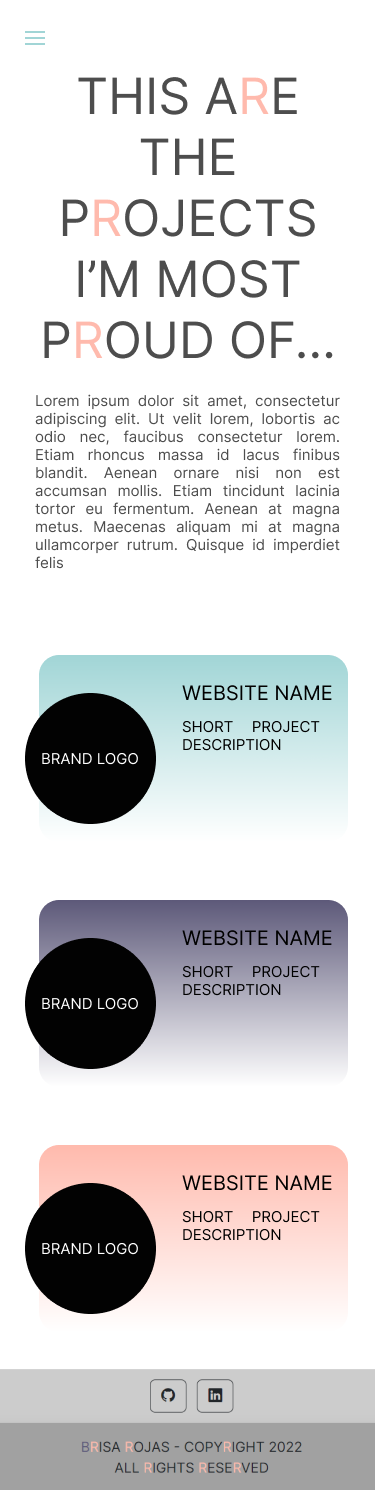 THIS ARE
THE
PROJECTS
I’M MOST
PROUD OF...
Lorem ipsum dolor sit amet, consectetur
adipiscing elit. Ut velit lorem, lobortis ac
odio nec, faucibus consectetur lorem.
Etiam rhoncus massa id lacus finibus
blandit. Aenean ornare nisi non est
accumsan mollis. Etiam tincidunt lacinia
tortor eu fermentum. Aenean at magna
metus. Maecenas aliquam mi at magna
ullamcorper rutrum. Quisque id imperdiet
felis
WEBSITE NAME
SHORT PROJECT
DESCRIPTION
BRAND LOGO
WEBSITE NAME
SHORT PROJECT
DESCRIPTION
BRAND LOGO
WEBSITE NAME
SHORT PROJECT
DESCRIPTION
BRAND LOGO
BRISA ROJAS - COPYRIGHT 2022
ALL RIGHTS RESERVED